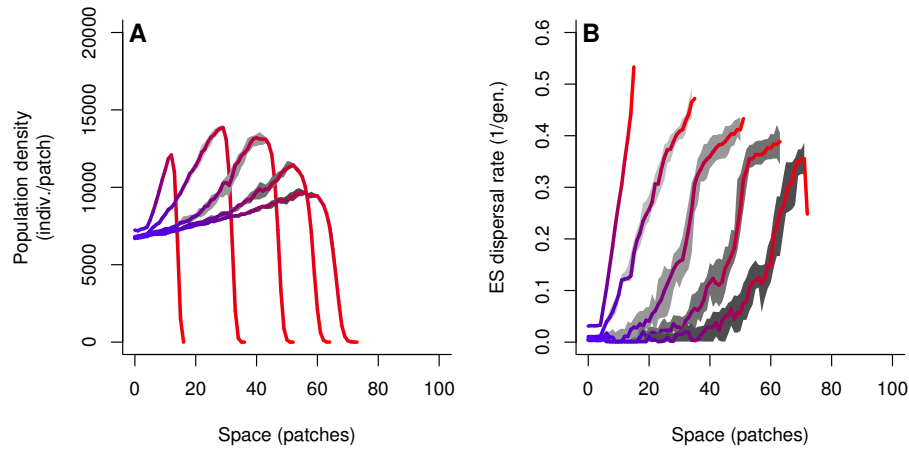 A
Population density
(indiv./patch)
20000
15000
10000
5000
0
0 20 40 60 80 100
Space (patches)
B
ES dispersal rate (1/gen.)
0.6
0.5
0.4
0.3
0.2
0.1
0.0
0 20 40 60 80 100
Space (patches)